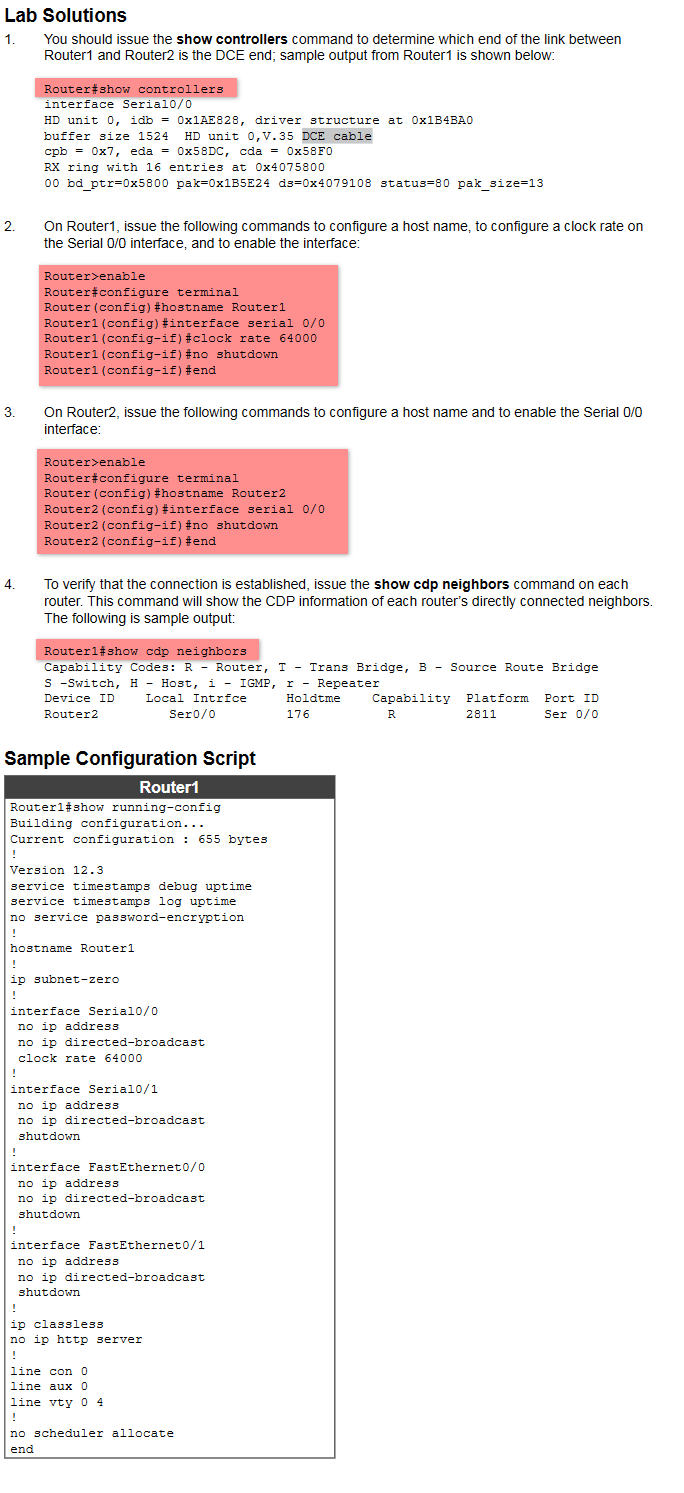 Lab Solutions
1. You should issue the show controllers command to determine which end of the link between
Router1 and Router2 is the DCE end; sample output from Router1 is shown below:
Router#show controllers
interface Serial0/0
HD unit 0, idb = 0x1AE828, driver structure at 0x1B4BA0
buffer size 1524  HD unit 0,V.35 DCE cable
cpb = 0x7, eda = 0x58DC, cda = 0x58F0
RX ring with 16 entries at 0x4075800
00 bd_ptr=0x5800 pak=0x1B5E24 ds=0x4079108 status=80 pak_size=13
2. On Router1, issue the following commands to configure a host name, to configure a clock rate on
the Serial 0/0 interface, and to enable the interface:
Router>enable
Router#configure terminal
Router(config)#hostname Router1
Router1(config)#interface serial 0/0
Router1(config-if)#clock rate 64000
Router1(config-if)#no shutdown
Router1(config-if)#end
3. On Router2, issue the following commands to configure a host name and to enable the Serial 0/0
interface:
Router>enable
Router#configure terminal
Router(config)#hostname Router2
Router2(config)#interface serial 0/0
Router2(config-if)#no shutdown
Router2(config-if)#end
4. To verify that the connection is established, issue the show cdp neighbors command on each
router. This command will show the CDP information of each router's directly connected neighbors.
The following is sample output:
Router1#show cdp neighbors
Capability Codes: R - Router, T - Trans Bridge, B - Source Route Bridge
S -Switch, H - Host, i - IGMP, r - Repeater
Device ID Local Intrfce Holdtme Capability Platform Port ID
Router2 Ser0/0 176 R 2811 Ser 0/0
Sample Configuration Script
Router1
Router1#show running-config
Building configuration...
Current configuration : 655 bytes
!
Version 12.3
service timestamps debug uptime
service timestamps log uptime
no service password-encryption
!
hostname Router1
!
ip subnet-zero
!
interface Serial0/0
no ip address
no ip directed-broadcast
clock rate 64000
!
interface Serial0/1
no ip address
no ip directed-broadcast
shutdown
!
interface FastEthernet0/0
no ip address
no ip directed-broadcast
shutdown
!
interface FastEthernet0/1
no ip address
no ip directed-broadcast
shutdown
!
ip classless
no ip http server
!
line con 0
line aux 0
line vty 0 4
!
no scheduler allocate
end